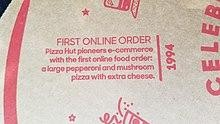 FIRST ONLINE ORDER
Pizza Hut pioneers e-commerce
with the first online food order:
a large pepperoni and mushroom
pizza with extra cheese.
1994
CELEB